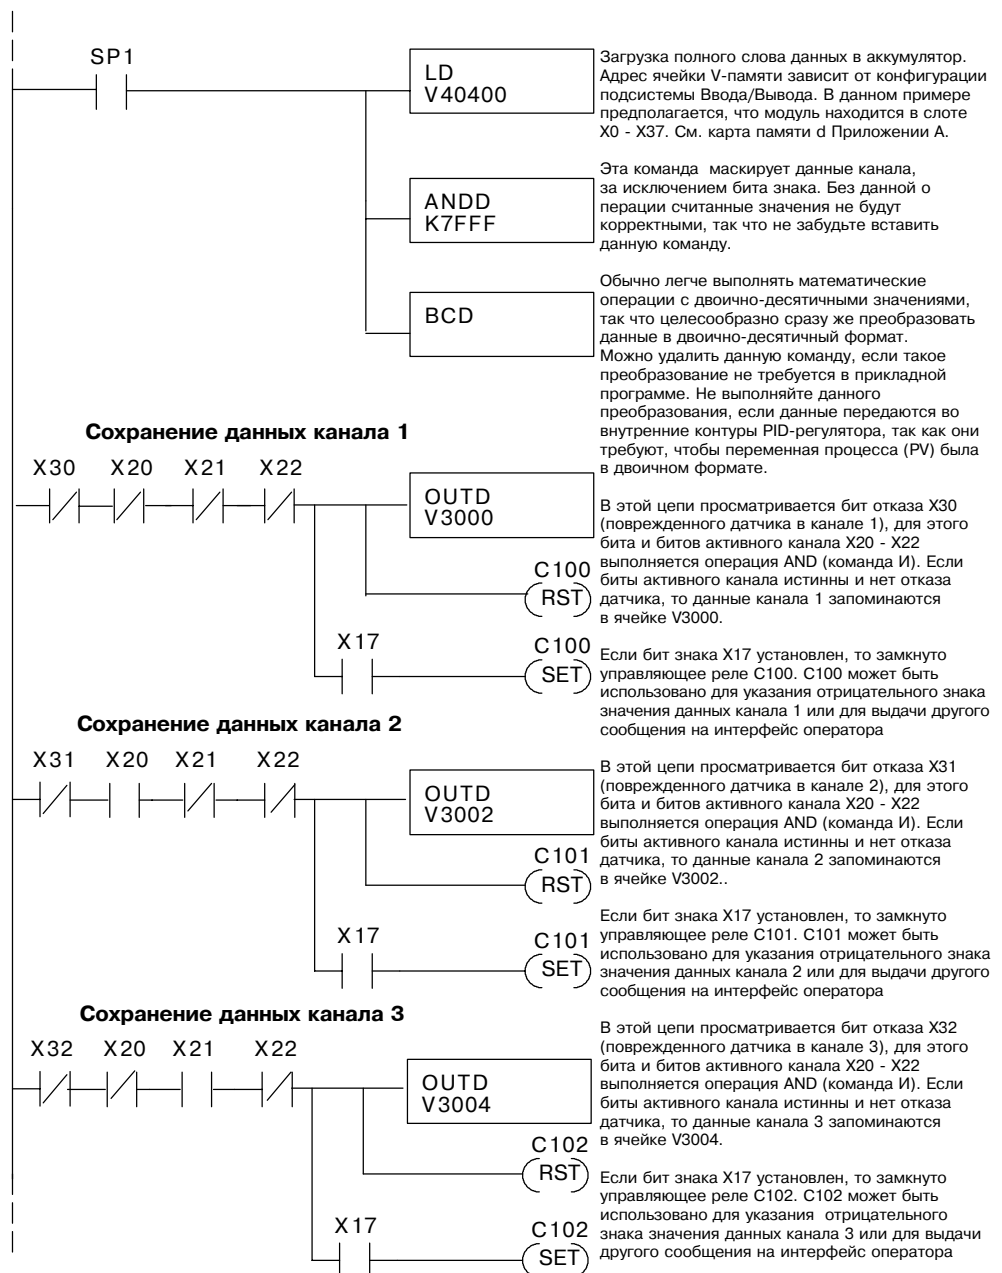 SP1
LD
V40400
Загрузка полного слова данных в аккумулятор.
Адрес ячейки V-памяти зависит от конфигурации
подсистемы Ввода/Вывода. В данном примере
предполагается, что модуль находится в слоте
X0 - X37. См. карта памяти d Приложении А.
ANDD
K7FFF
Эта команда  маскирует данные канала,
за исключением бита знака. Без данной о
перации считанные значения не будут
корректными, так что не забудьте вставить
данную команду.
BCD
Обычно легче выполнять математические
операции с двоично-десятичными значениями,
так что целесообразно сразу же преобразовать
данные в двоично-десятичный формат.
Можно удалить данную команду, если такое
преобразование не требуется в прикладной
программе. Не выполняйте данного
преобразования, если данные передаются во
внутренние контуры PID-регулятора, так как они
требуют, чтобы переменная процесса (PV) была
в двоичном формате.
Сохранение данных канала 1
X30 X20 X21 X22
OUTD
V3000
C100
RST
В этой цепи просматривается бит отказа X30
(поврежденного датчика в канале 1), для этого
бита и битов активного канала X20 - X22
выполняется операция AND (команда И). Если
биты активного канала истинны и нет отказа
датчика, то данные канала 1 запоминаются
в ячейке V3000.
X17
C100
SET
Если бит знака X17 установлен, то замкнуто
управляющее реле C100. C100 может быть
использовано для указания отрицательного знака
значения данных канала 1 или для выдачи другого
сообщения на интерфейс оператора
Сохранение данных канала 2
X31 X20 X21 X22
OUTD
V3002
C101
RST
В этой цепи просматривается бит отказа X31
(поврежденного датчика в канале 2), для этого
бита и битов активного канала X20 - X22
выполняется операция AND (команда И). Если
биты активного канала истинны и нет отказа
датчика, то данные канала 2 запоминаются
в ячейке V3002..
X17
C101
SET
Если бит знака X17 установлен, то замкнуто
управляющее реле C101. C101 может быть
использовано для указания отрицательного знака
значения данных канала 2 или для выдачи другого
сообщения на интерфейс оператора
Сохранение данных канала 3
X32 X20 X21 X22
OUTD
V3004
C102
RST
В этой цепи просматривается бит отказа X32
(поврежденного датчика в канале 3), для этого
бита и битов активного канала X20 - X22
выполняется операция AND (команда И). Если
биты активного канала истинны и нет отказа
датчика, то данные канала 3 запоминаются
в ячейке V3004.
X17
C102
SET
Если бит знака X17 установлен, то замкнуто
управляющее реле C102. C102 может быть
использовано для указания  отрицательного
знака значения данных канала 3 или для выдачи
другого сообщения на интерфейс оператора